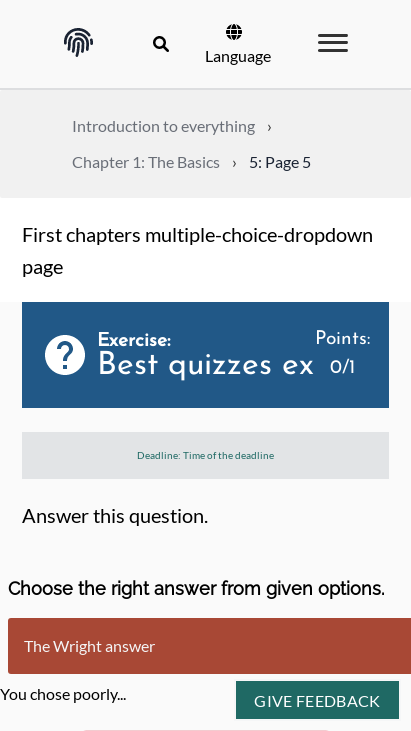 Language
Introduction to everything ›
Chapter 1: The Basics › 5: Page 5
First chapters multiple-choice-dropdown
page
Exercise:
Best quizzes ex
Points:
0/1
Deadline: Time of the deadline
Answer this question.
Choose the right answer from given options.
The Wright answer
You chose poorly...
GIVE FEEDBACK